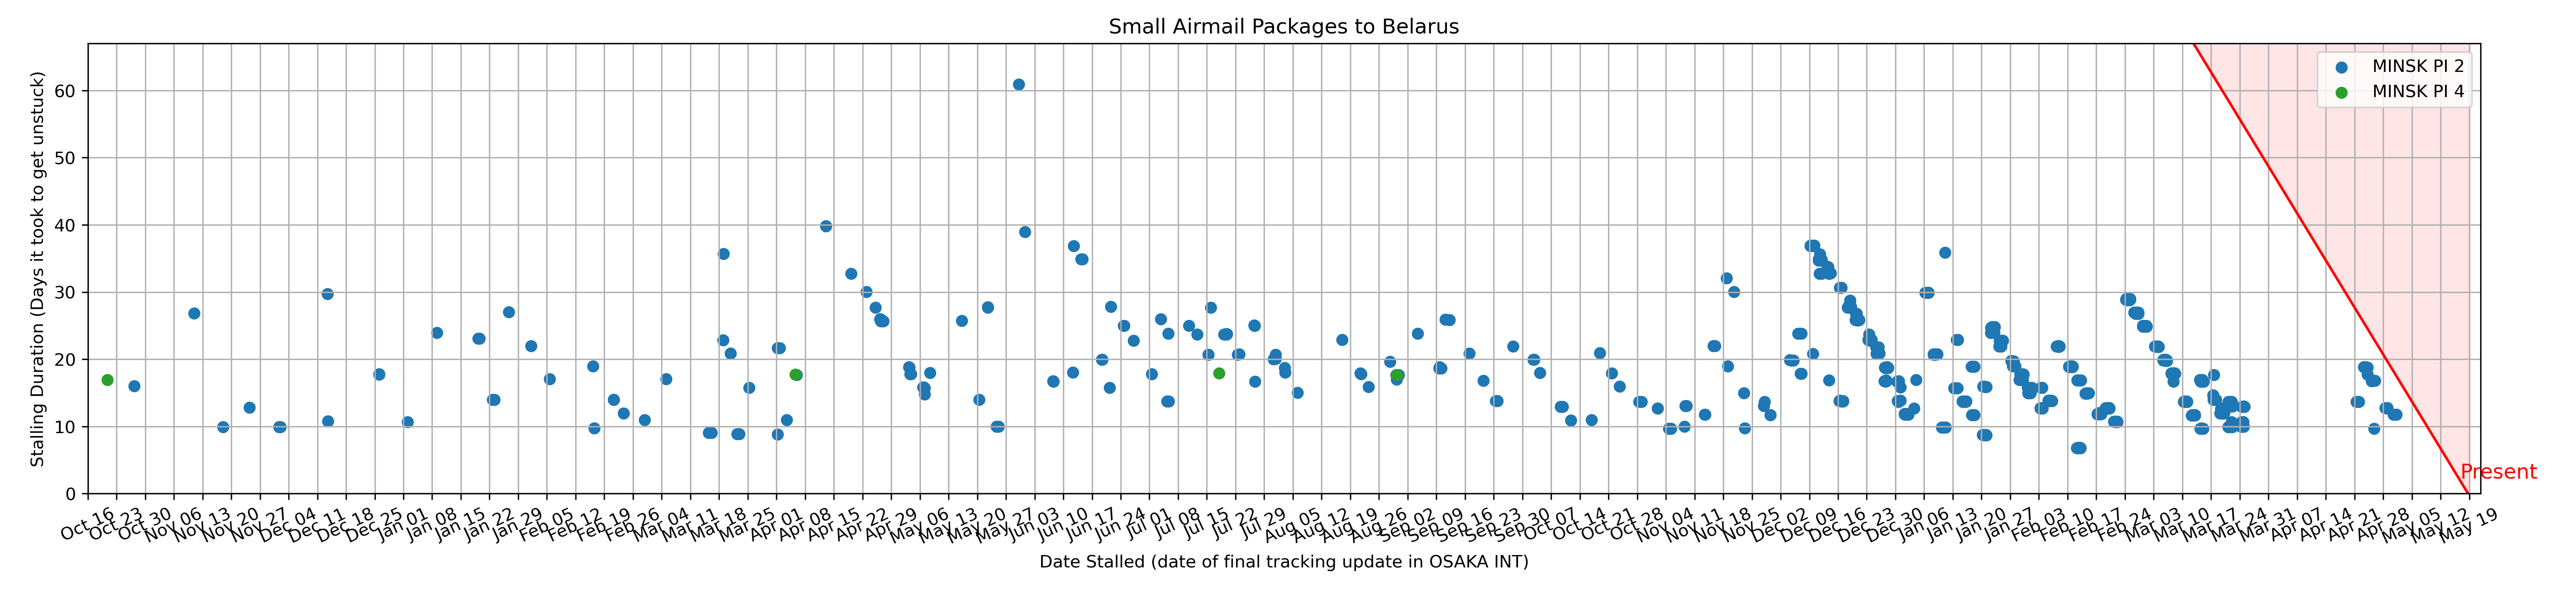 Small Airmail Packages to Belarus
Stalling Duration (Days it took to get unstuck)
60
50
40
30
20
10
0
MINSK PI 2
MINSK PI 4
Present
Oct 16
Oct 23
Oct 30
Nov 06
Nov 13
Nov 20
Nov 27
Dec 04
Dec 11
Dec 18
Dec 25
Jan 01
Jan 08
Jan 15
Jan 22
Jan 29
Feb 05
Feb 12
Feb 19
Feb 26
Mar 04
Mar 11
Mar 18
Mar 25
Apr 01
Apr 08
Apr 15
Apr 22
Apr 29
May 06
May 13
May 20
May 27
Jun 03
Jun 10
Jun 17
Jun 24
Jul 01
Jul 08
Jul 15
Jul 22
Jul 29
Aug 05
Aug 12
Aug 19
Aug 26
Sep 02
Sep 09
Sep 16
Sep 23
Sep 30
Oct 07
Oct 14
Oct 21
Oct 28
Nov 04
Nov 11
Nov 18
Nov 25
Dec 02
Dec 09
Dec 16
Dec 23
Dec 30
Jan 06
Jan 13
Jan 20
Jan 27
Feb 03
Feb 10
Feb 17
Feb 24
Mar 03
Mar 10
Mar 17
Mar 24
Mar 31
Apr 07
Apr 14
Apr 21
Apr 28
May 05
May 12
May 19
Date Stalled (date of final tracking update in OSAKA INT)